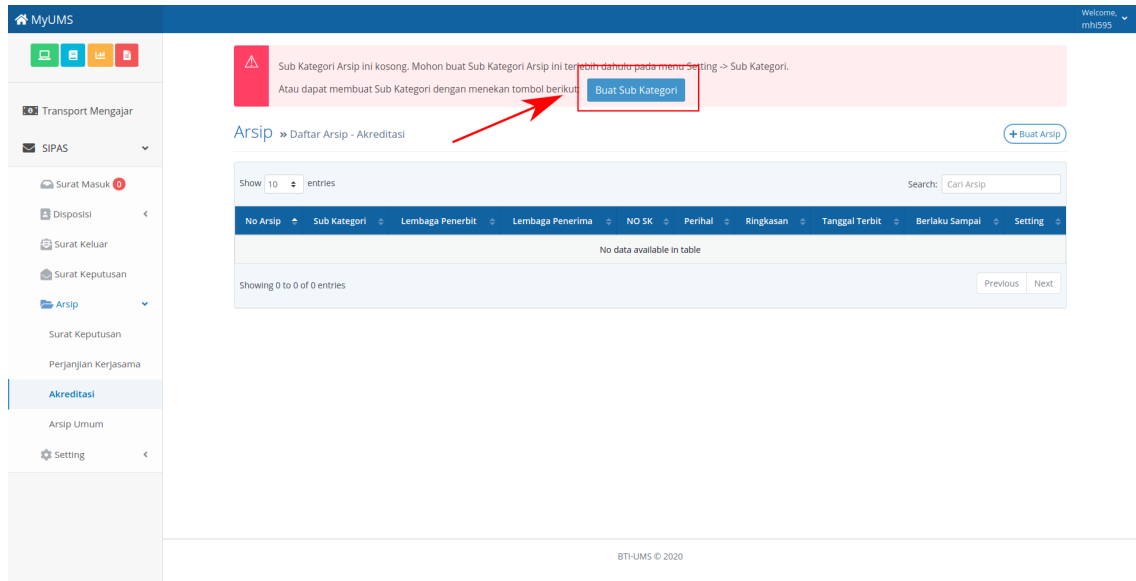 MyUMS
Welcome,
mhi595
Sub Kategori Arsip ini kosong. Mohon buat Sub Kategori Arsip ini terlebih dahulu pada menu Setting -> Sub Kategori.
Atau dapat membuat Sub Kategori dengan menekan tombol berikut:
Buat Sub Kategori
Transport Mengajar
SIPAS
Surat Masuk 0
Disposisi
Surat Keluar
Surat Keputusan
Arsip
Surat Keputusan
Perjanjian Kerjasama
Akreditasi
Arsip Umum
Setting
Arsip » Daftar Arsip - Akreditasi
+ Buat Arsip
Show 10 entries
Search: Cari Arsip
No Arsip Sub Kategori Lembaga Penerbit Lembaga Penerima NO SK Perihal Ringkasan Tanggal Terbit Berlaku Sampai Setting
No data available in table
Showing 0 to 0 of 0 entries
Previous Next
BTI-UMS © 2020